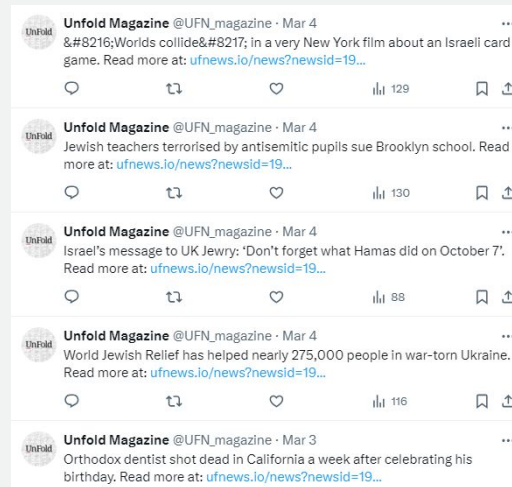 Unfold Magazine @UFN_magazine · Mar 4
&#8216;Worlds collide&#8217; in a very New York film about an Israeli card
game. Read more at: ufnews.io/news?newsid=19...
129
Unfold Magazine @UFN_magazine · Mar 4
Jewish teachers terrorised by antisemitic pupils sue Brooklyn school. Read
more at: ufnews.io/news?newsid=19...
130
Unfold Magazine @UFN_magazine · Mar 4
Israel’s message to UK Jewry: ‘Don’t forget what Hamas did on October 7’.
Read more at: ufnews.io/news?newsid=19...
88
Unfold Magazine @UFN_magazine · Mar 4
World Jewish Relief has helped nearly 275,000 people in war-torn Ukraine.
Read more at: ufnews.io/news?newsid=19...
116
Unfold Magazine @UFN_magazine · Mar 3
Orthodox dentist shot dead in California a week after celebrating his
birthday. Read more at: ufnews.io/news?newsid=19...
UnFold
UnFold
UnFold
UnFold
UnFold